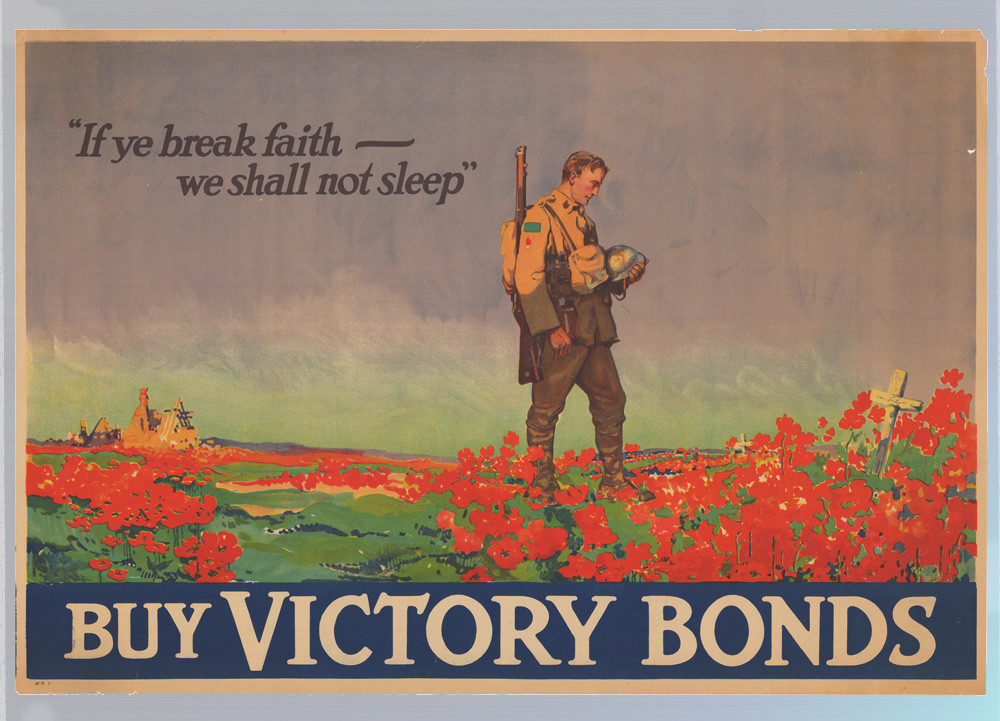 “If ye break faith —
we shall not sleep”
BUY VICTORY BONDS